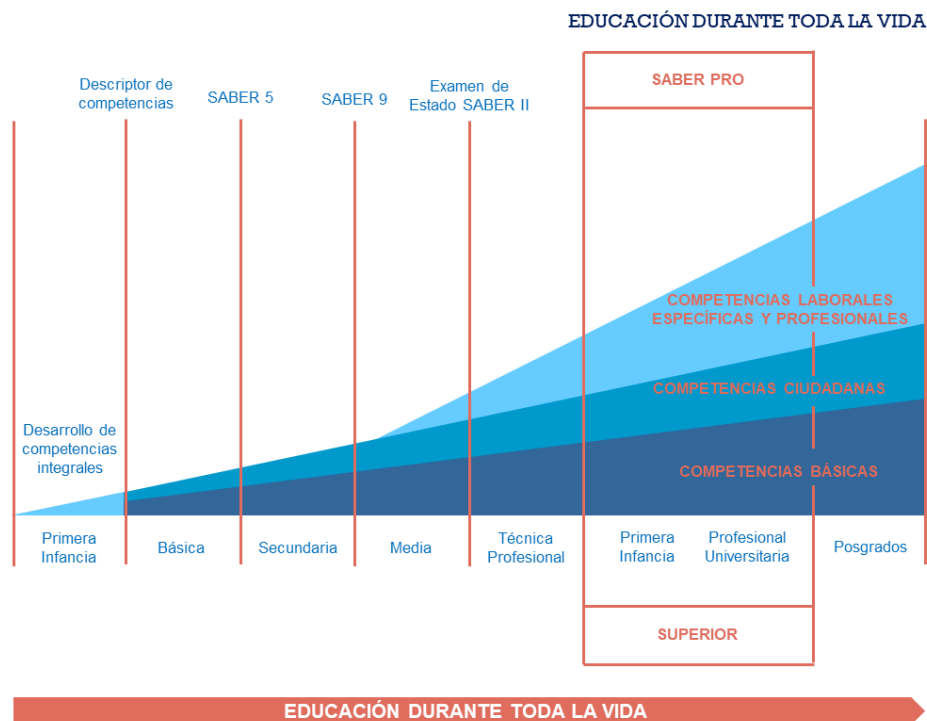 EDUCACIÓN DURANTE TODA LA VIDA
Descriptor de
competencias
SABER 5
SABER 9
Examen de
Estado SABER II
SABER PRO
COMPETENCIAS LABORALES
ESPECÍFICAS Y PROFESIONALES
COMPETENCIAS CIUDADANAS
COMPETENCIAS BÁSICAS
Desarrollo de
competencias
integrales
Primera
Infancia
Básica
Secundaria
Media
Técnica
Profesional
Primera
Infancia
Profesional
Universitaria
Posgrados
SUPERIOR
EDUCACIÓN DURANTE TODA LA VIDA